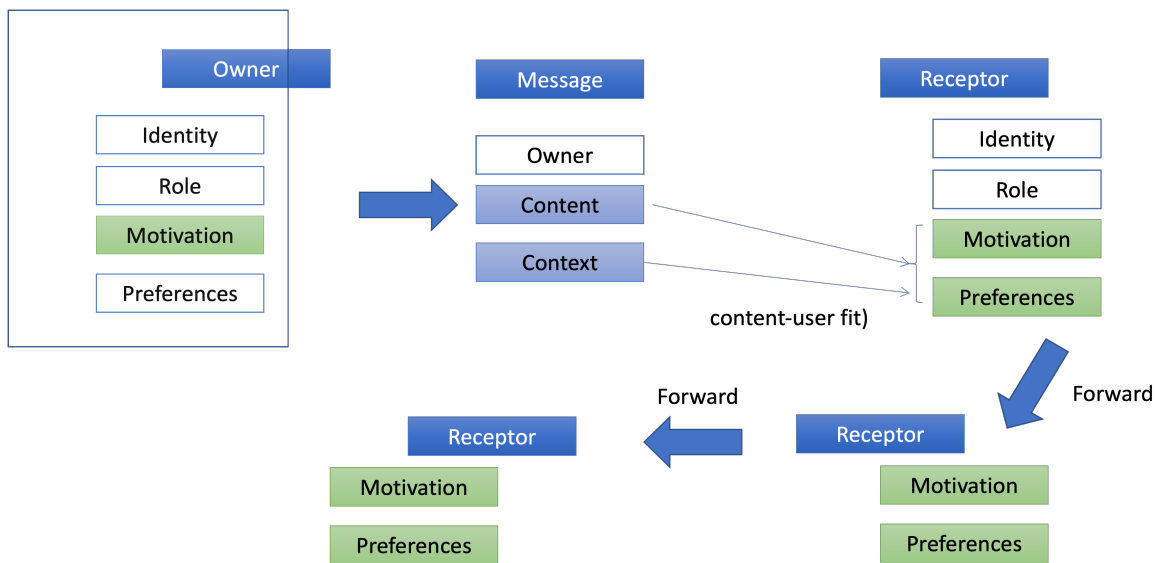 Owner
Identity
Role
Motivation
Preferences
Message
Owner
Content
Context
Receptor
Identity
Role
Motivation
Preferences
content-user fit)
Forward
Receptor
Motivation
Preferences
Forward
Receptor
Motivation
Preferences